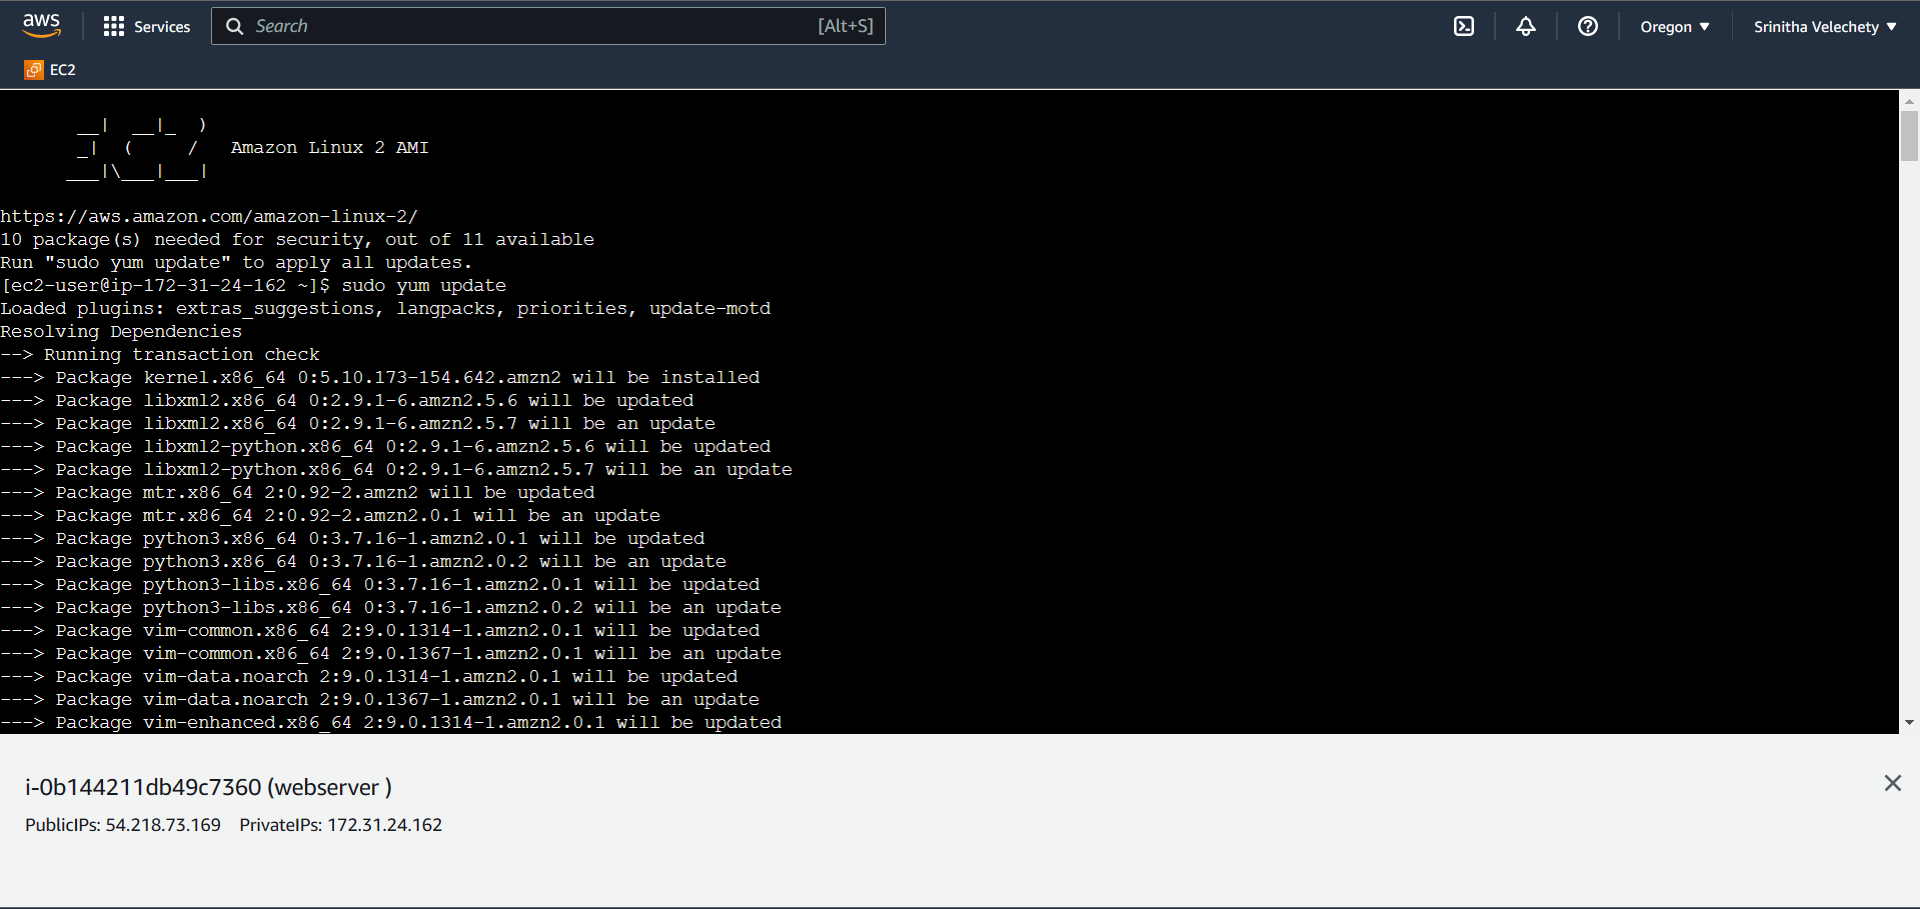 aws
Services
Search [Alt+S]
Oregon ▼
Srinitha Velechety ▼
EC2
__|  __|_  )
_|  (     /   Amazon Linux 2 AMI
___|\___|___|
https://aws.amazon.com/amazon-linux-2/
10 package(s) needed for security, out of 11 available
Run "sudo yum update" to apply all updates.
[ec2-user@ip-172-31-24-162 ~]$ sudo yum update
Loaded plugins: extras_suggestions, langpacks, priorities, update-motd
Resolving Dependencies
--> Running transaction check
---> Package kernel.x86_64 0:5.10.173-154.642.amzn2 will be installed
---> Package libxml2.x86_64 0:2.9.1-6.amzn2.5.6 will be updated
---> Package libxml2.x86_64 0:2.9.1-6.amzn2.5.7 will be an update
---> Package libxml2-python.x86_64 0:2.9.1-6.amzn2.5.6 will be updated
---> Package libxml2-python.x86_64 0:2.9.1-6.amzn2.5.7 will be an update
---> Package mtr.x86_64 2:0.92-2.amzn2 will be updated
---> Package mtr.x86_64 2:0.92-2.amzn2.0.1 will be an update
---> Package python3.x86_64 0:3.7.16-1.amzn2.0.1 will be updated
---> Package python3.x86_64 0:3.7.16-1.amzn2.0.2 will be an update
---> Package python3-libs.x86_64 0:3.7.16-1.amzn2.0.1 will be updated
---> Package python3-libs.x86_64 0:3.7.16-1.amzn2.0.2 will be an update
---> Package vim-common.x86_64 2:9.0.1314-1.amzn2.0.1 will be updated
---> Package vim-common.x86_64 2:9.0.1367-1.amzn2.0.1 will be an update
---> Package vim-data.noarch 2:9.0.1314-1.amzn2.0.1 will be updated
---> Package vim-data.noarch 2:9.0.1367-1.amzn2.0.1 will be an update
---> Package vim-enhanced.x86_64 2:9.0.1314-1.amzn2.0.1 will be updated
i-0b144211db49c7360 (webserver )
PublicIPs: 54.218.73.169 PrivateIPs: 172.31.24.162